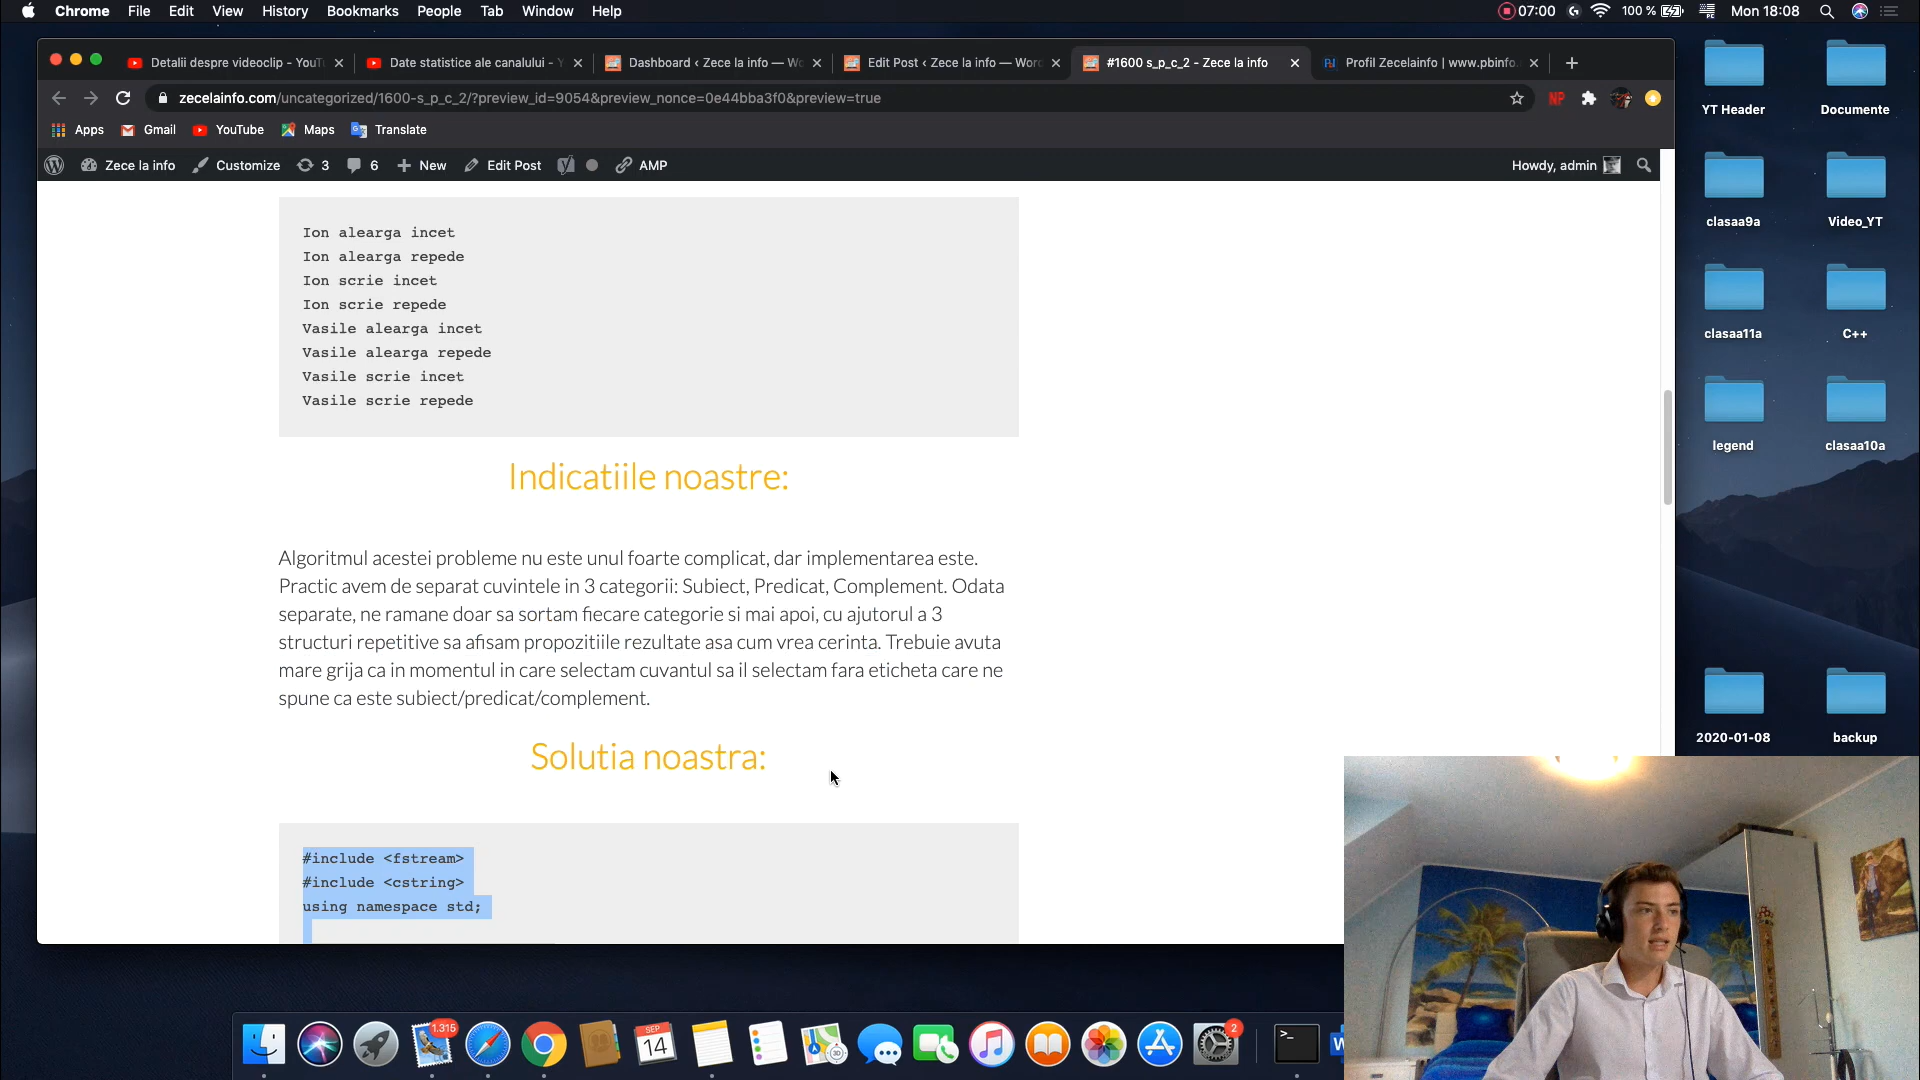 Chrome File Edit View History Bookmarks People Tab Window Help
07:00 100 % Mon 18:08
Detalii despre videoclip - YouTu
Date statistice ale canalului - Y
Dashboard ‹ Zece la info — Wo
Edit Post ‹ Zece la info — Word
#1600 s_p_c_2 - Zece la info
Profil Zecelainfo | www.pbinfo.
zecelainfo.com/uncategorized/1600-s_p_c_2/?preview_id=9054&preview_nonce=0e44bba3f0&preview=true
NP
Apps Gmail YouTube Maps Translate
Zece la info Customize 3 6 New Edit Post AMP Howdy, admin
Ion alearga incet
Ion alearga repede
Ion scrie incet
Ion scrie repede
Vasile alearga incet
Vasile alearga repede
Vasile scrie incet
Vasile scrie repede
Indicatiile noastre:
Algoritmul acestei probleme nu este unul foarte complicat, dar implementarea este.
Practic avem de separat cuvintele in 3 categorii: Subiect, Predicat, Complement. Odata
separate, ne ramane doar sa sortam fiecare categorie si mai apoi, cu ajutorul a 3
structuri repetitive sa afisam propozitiile rezultate asa cum vrea cerinta. Trebuie avuta
mare grija ca in momentul in care selectam cuvantul sa il selectam fara eticheta care ne
spune ca este subiect/predicat/complement.
Solutia noastra:
#include <fstream>
#include <cstring>
using namespace std;
YT Header
Documente
clasaa9a
Video_YT
clasaa11a
C++
legend
clasaa10a
2020-01-08
backup
1.315
SEP
14
3D
2
>_
W